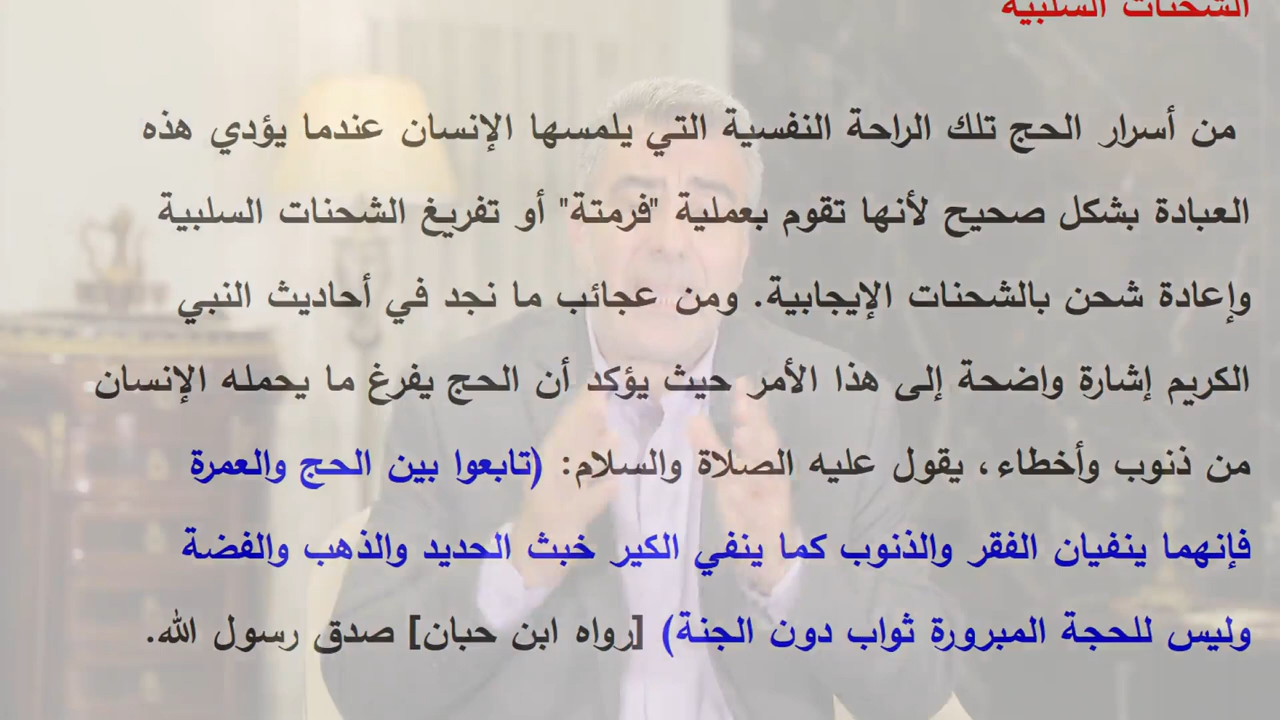 الشحنات السلبية
من أسرار الحج تلك الراحة النفسية التي يلمسها الإنسان عندما يؤدي هذه
العبادة بشكل صحيح لأنها تقوم بعملية "فرمتة" أو تفريغ الشحنات السلبية
وإعادة شحن بالشحنات الإيجابية. ومن عجائب ما نجد في أحاديث النبي
الكريم إشارة واضحة إلى هذا الأمر حيث يؤكد أن الحج يفرغ ما يحمله الإنسان
من ذنوب وأخطاء، يقول عليه الصلاة والسلام: (تابعوا بين الحج والعمرة
فإنهما ينفيان الفقر والذنوب كما ينفي الكير خبث الحديد والذهب والفضة
وليس للحجة المبرورة ثواب دون الجنة) [رواه ابن حبان] صدق رسول الله.